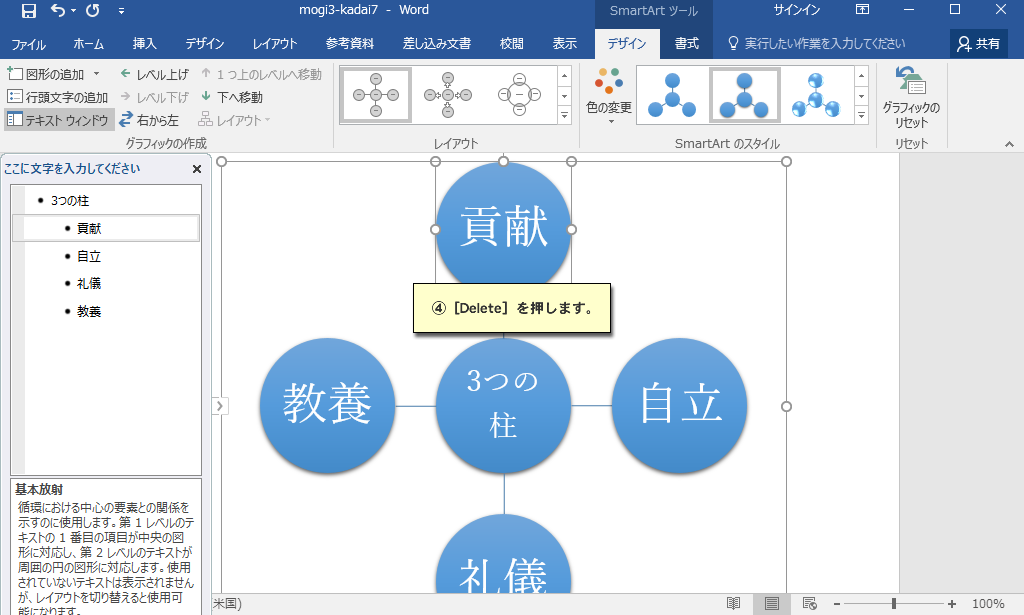 mogi3-kadai7 - Word
SmartArt ツール
サインイン
ファイル ホーム 挿入 デザイン レイアウト 参考資料 差し込み文書 校閲 表示 デザイン 書式 実行したい作業を入力してください 共有
図形の追加 レベル上げ 1 つ上のレベルへ移動
行頭文字の追加 レベル下げ 下へ移動
テキスト ウィンドウ 右から左 レイアウト
色の変更
グラフィックの
リセット
グラフィックの作成 レイアウト SmartArt のスタイル リセット
ここに文字を入力してください
• 3つの柱
• 貢献
• 自立
• 礼儀
• 教養
基本放射
循環における中心の要素との関係を
示すのに使用します。第 1 レベルのテ
キストの 1 番目の項目が中央の図
形に対応し、第 2 レベルのテキストが
周囲の円の図形に対応します。使用
されていないテキストは表示されません
が、レイアウトを切り替えると使用可
能になります。
貢献
④［Delete］を押します。
教養
3つの
柱
自立
礼儀
米国)
100%